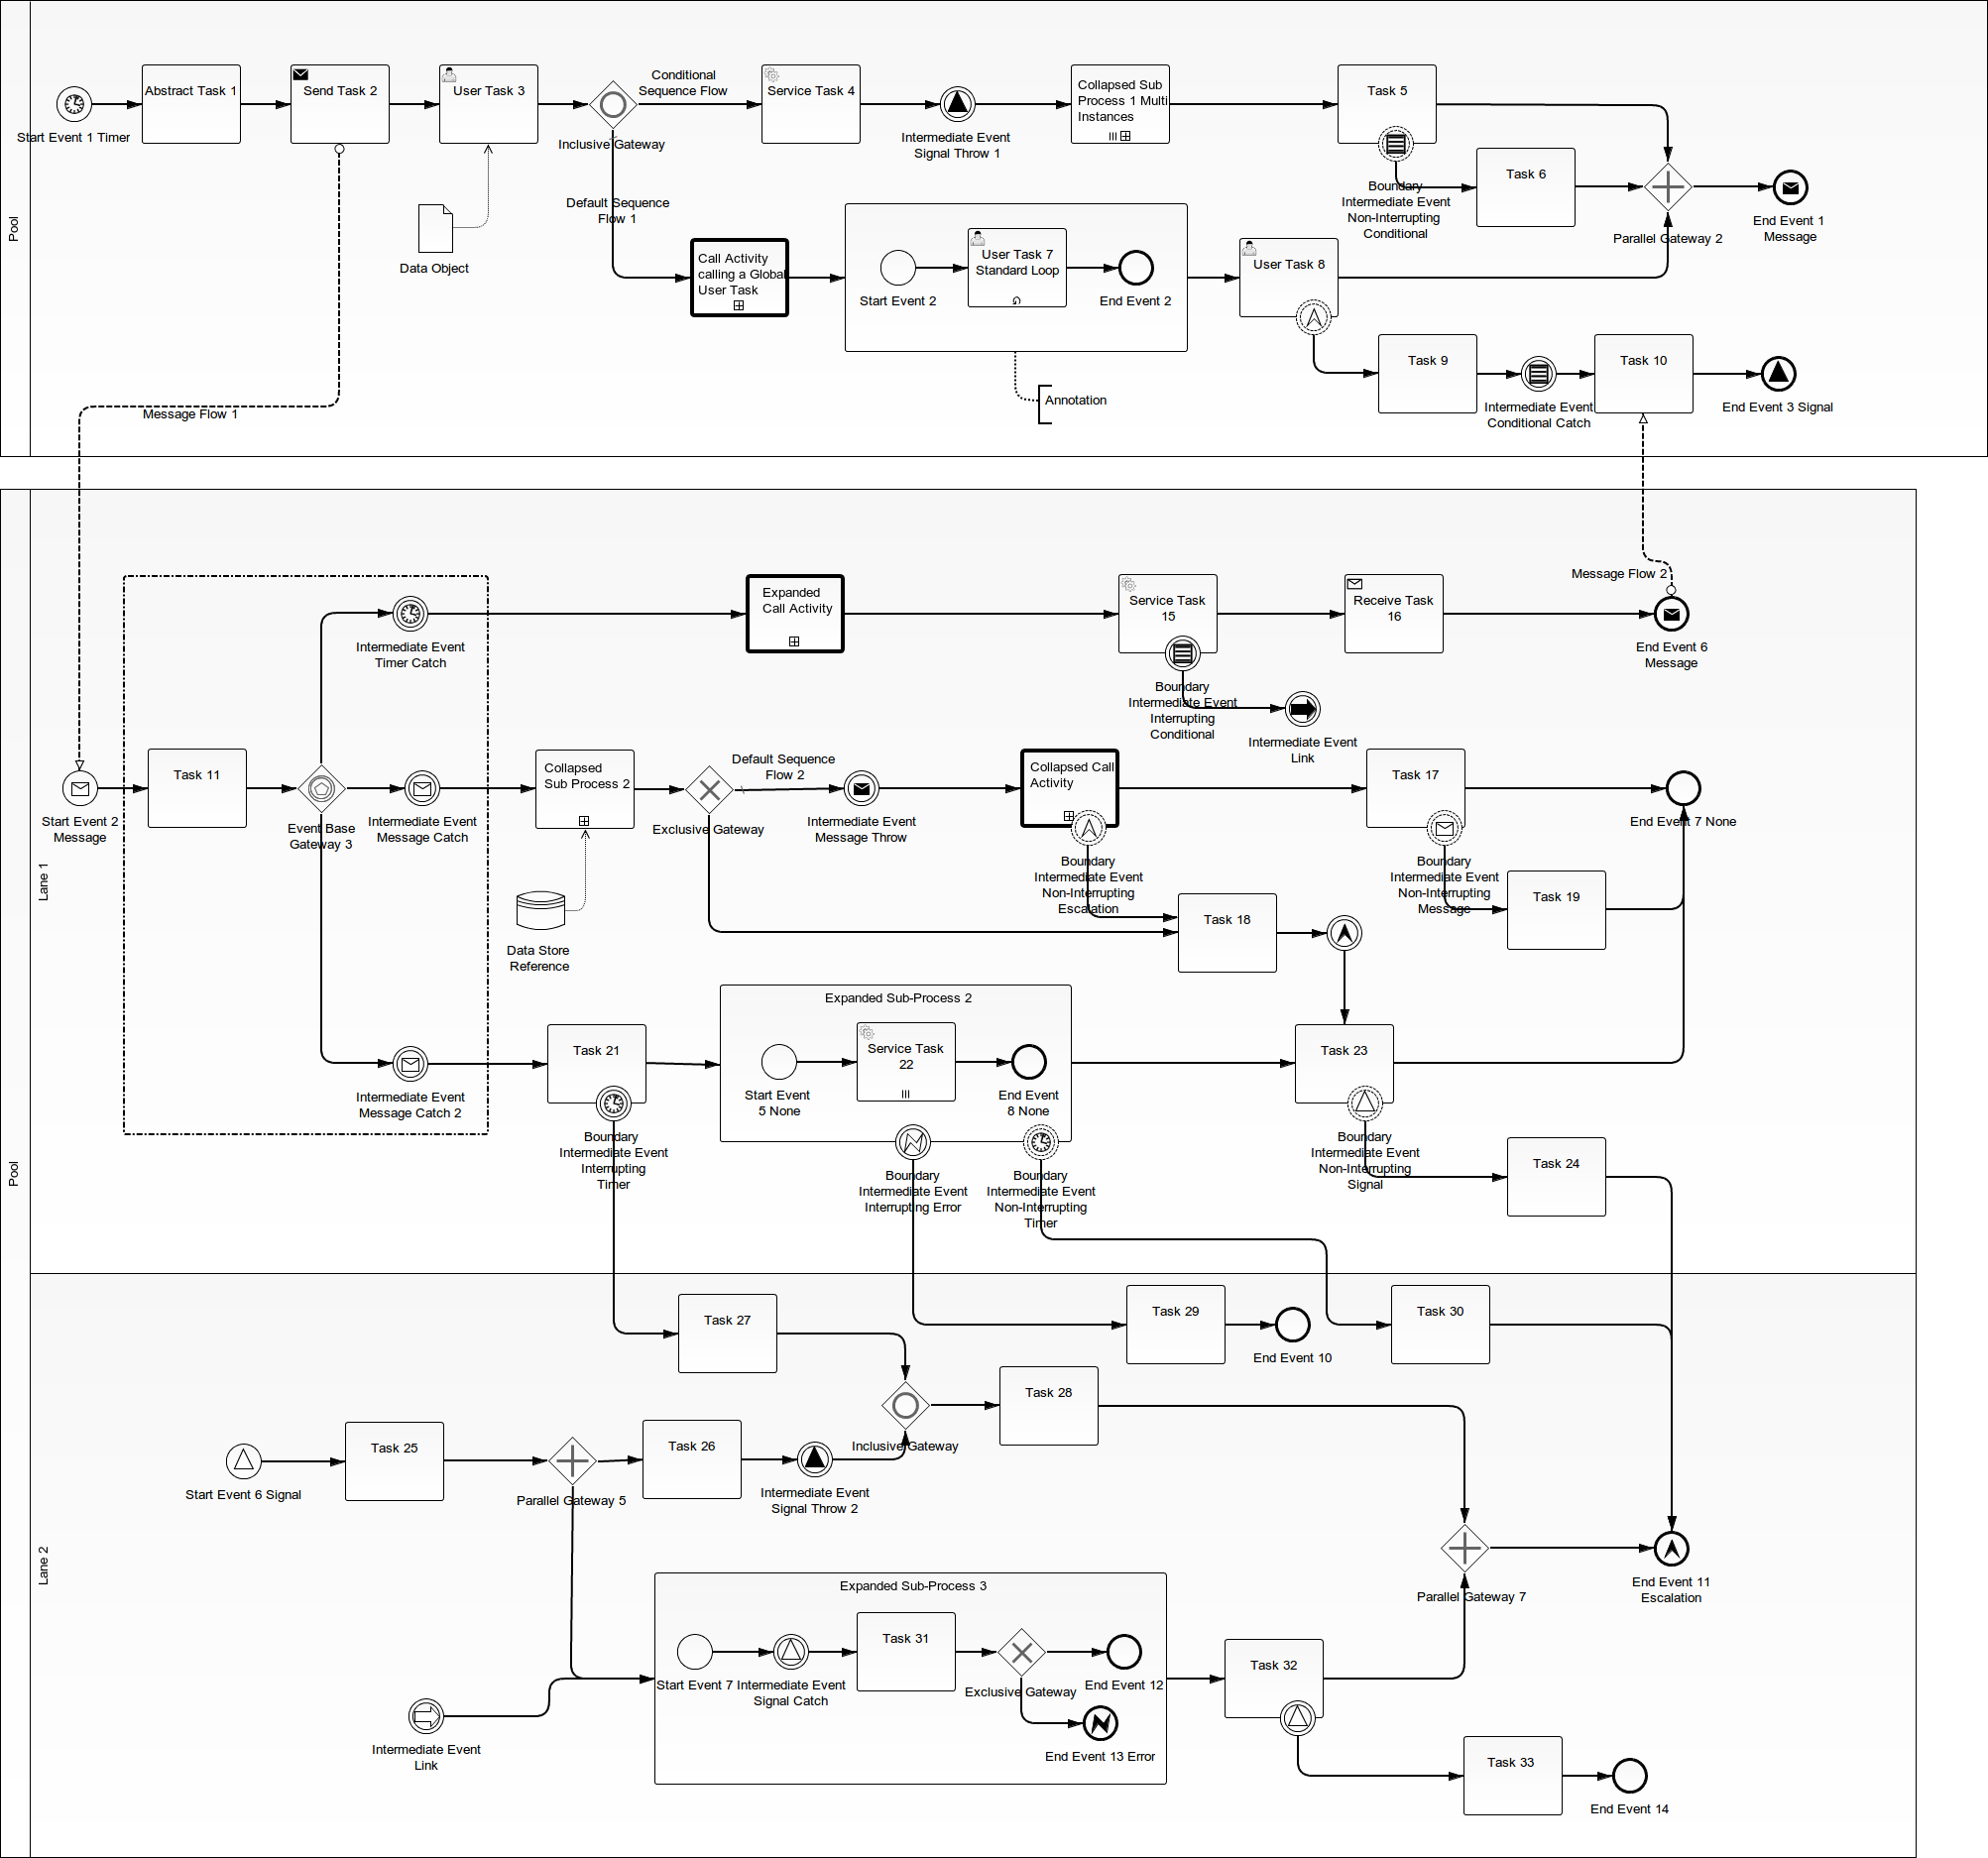 Pool
Start Event 1 Timer
Abstract Task 1
Send Task 2
User Task 3
Inclusive Gateway
Conditional
Sequence Flow
Service Task 4
Intermediate Event
Signal Throw 1
Collapsed Sub
Process 1 Multi
Instances
Task 5
Boundary
Intermediate Event
Non-Interrupting
Conditional
Task 6
Parallel Gateway 2
End Event 1
Message
Data Object
Default Sequence
Flow 1
Call Activity
calling a Global
User Task
Start Event 2
User Task 7
Standard Loop
End Event 2
User Task 8
Task 9
Intermediate Event
Conditional Catch
Task 10
End Event 3 Signal
Annotation
Message Flow 1
Pool
Lane 1
Message Flow 2
Intermediate Event
Timer Catch
Expanded
Call Activity
Service Task
15
Receive Task
16
End Event 6
Message
Boundary
Intermediate Event
Interrupting
Conditional
Intermediate Event
Link
Start Event 2
Message
Task 11
Event Base
Gateway 3
Intermediate Event
Message Catch
Collapsed
Sub Process 2
Exclusive Gateway
Default Sequence
Flow 2
Intermediate Event
Message Throw
Collapsed Call
Activity
Boundary
Intermediate Event
Non-Interrupting
Escalation
Task 17
Boundary
Intermediate Event
Non-Interrupting
Message
End Event 7 None
Task 19
Task 18
Data Store
Reference
Intermediate Event
Message Catch 2
Task 21
Boundary
Intermediate Event
Interrupting
Timer
Expanded Sub-Process 2
Start Event
5 None
Service Task
22
End Event
8 None
Boundary
Intermediate Event
Interrupting Error
Boundary
Intermediate Event
Non-Interrupting
Timer
Task 23
Boundary
Intermediate Event
Non-Interrupting
Signal
Task 24
Lane 2
Task 27
Task 29
End Event 10
Task 30
Start Event 6 Signal
Task 25
Parallel Gateway 5
Task 26
Intermediate Event
Signal Throw 2
Inclusive Gateway
Task 28
Parallel Gateway 7
End Event 11
Escalation
Expanded Sub-Process 3
Start Event 7
Intermediate Event
Signal Catch
Task 31
Exclusive Gateway
End Event 12
End Event 13 Error
Task 32
Intermediate Event
Link
Task 33
End Event 14